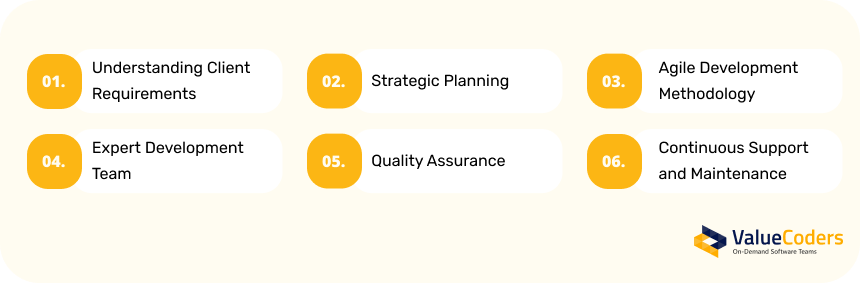 01.
Understanding Client
Requirements
02.
Strategic Planning
03.
Agile Development
Methodology
04.
Expert Development
Team
05.
Quality Assurance
06.
Continuous Support
and Maintenance
ValueCoders
On-Demand Software Teams